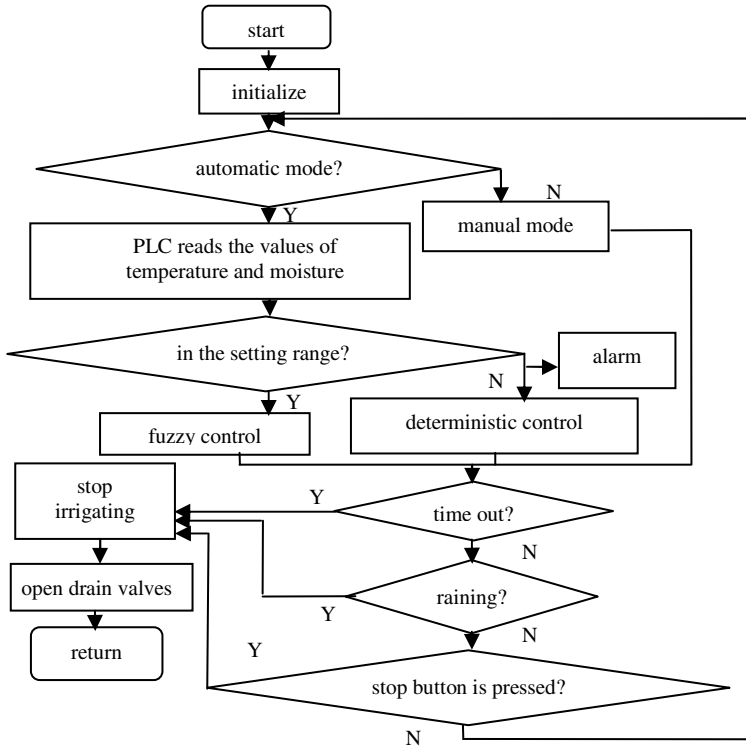 start
initialize
automatic mode?
N
Y
manual mode
PLC reads the values of
temperature and moisture
in the setting range?
alarm
N
Y
fuzzy control
deterministic control
stop
irrigating
Y
time out?
N
open drain valves
raining?
Y
N
return
Y
stop button is pressed?
N